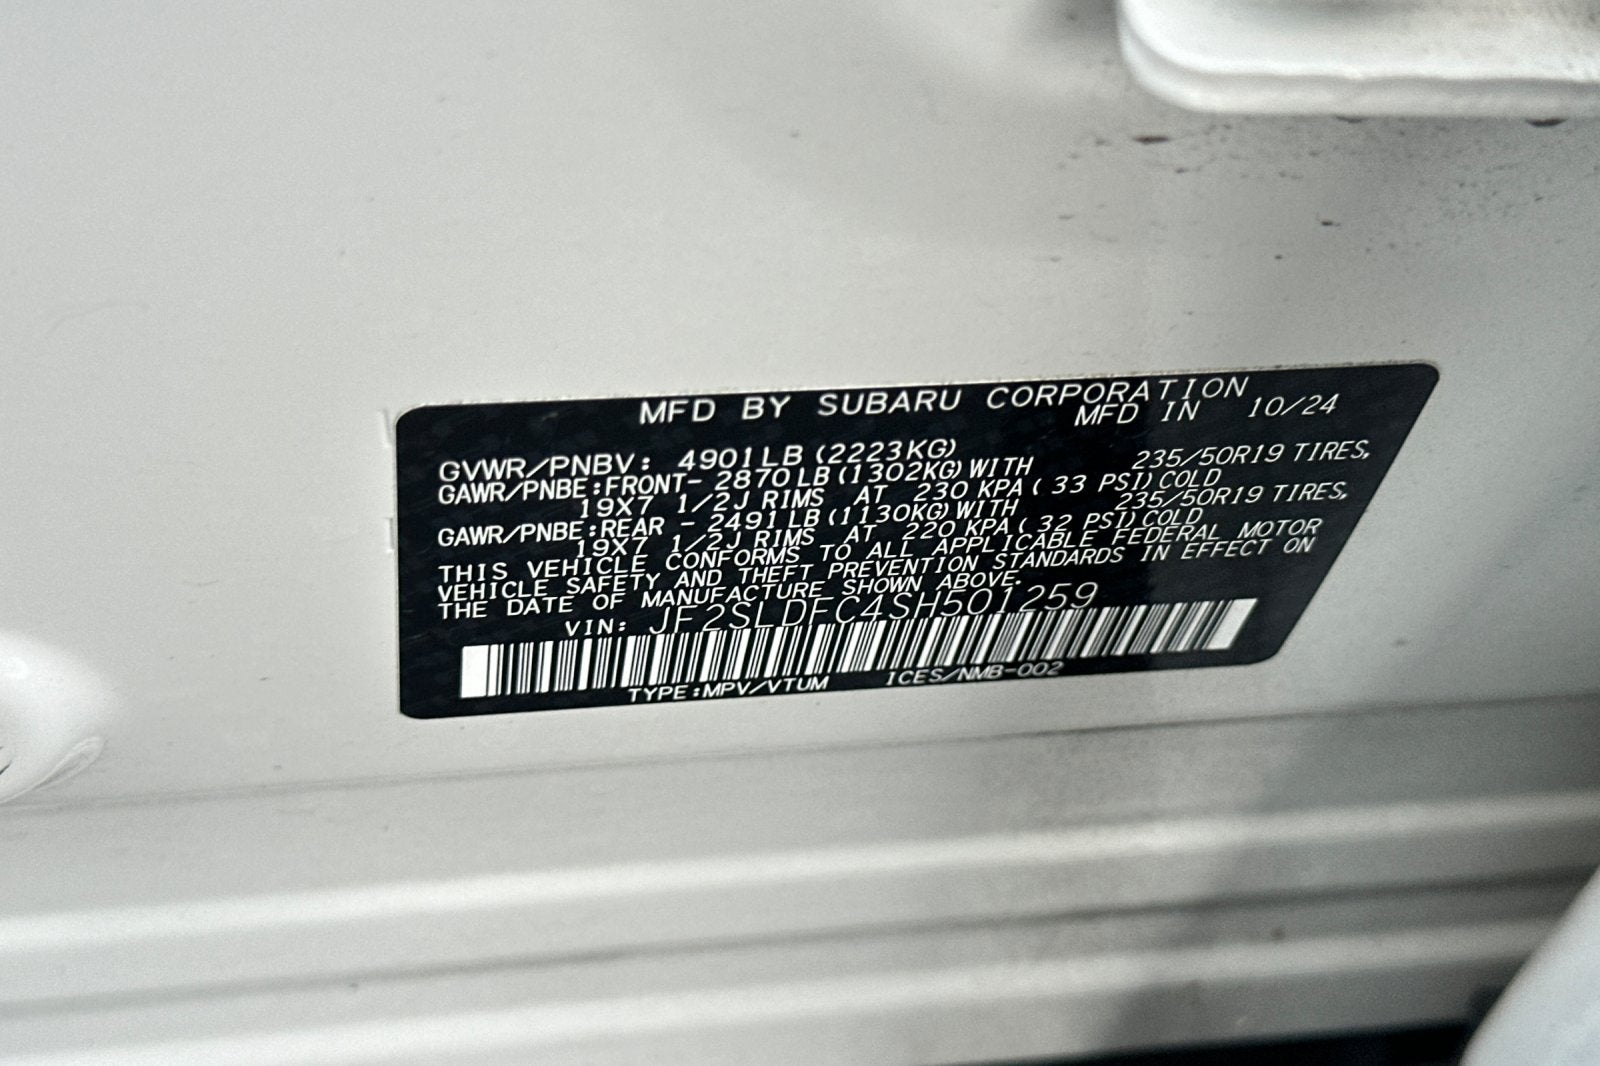 MFD BY SUBARU CORPORATION
MFD IN 10/24
GVWR/PNBV: 4901LB(2223KG)
GAWR/PNBE:FRONT- 2870LB(1302KG)WITH 235/50R19 TIRES,
19X7 1/2J RIMS AT 230 KPA( 33 PSI)COLD
GAWR/PNBE:REAR - 2491LB(1130KG)WITH 235/50R19 TIRES,
19X7 1/2J RIMS AT 220 KPA( 32 PSI)COLD
THIS VEHICLE CONFORMS TO ALL APPLICABLE FEDERAL MOTOR
VEHICLE SAFETY AND THEFT PREVENTION STANDARDS IN EFFECT ON
THE DATE OF MANUFACTURE SHOWN ABOVE.
VIN: JF2SLDFC4SH501259
TYPE:MPV/VTUM ICES/NMB-002